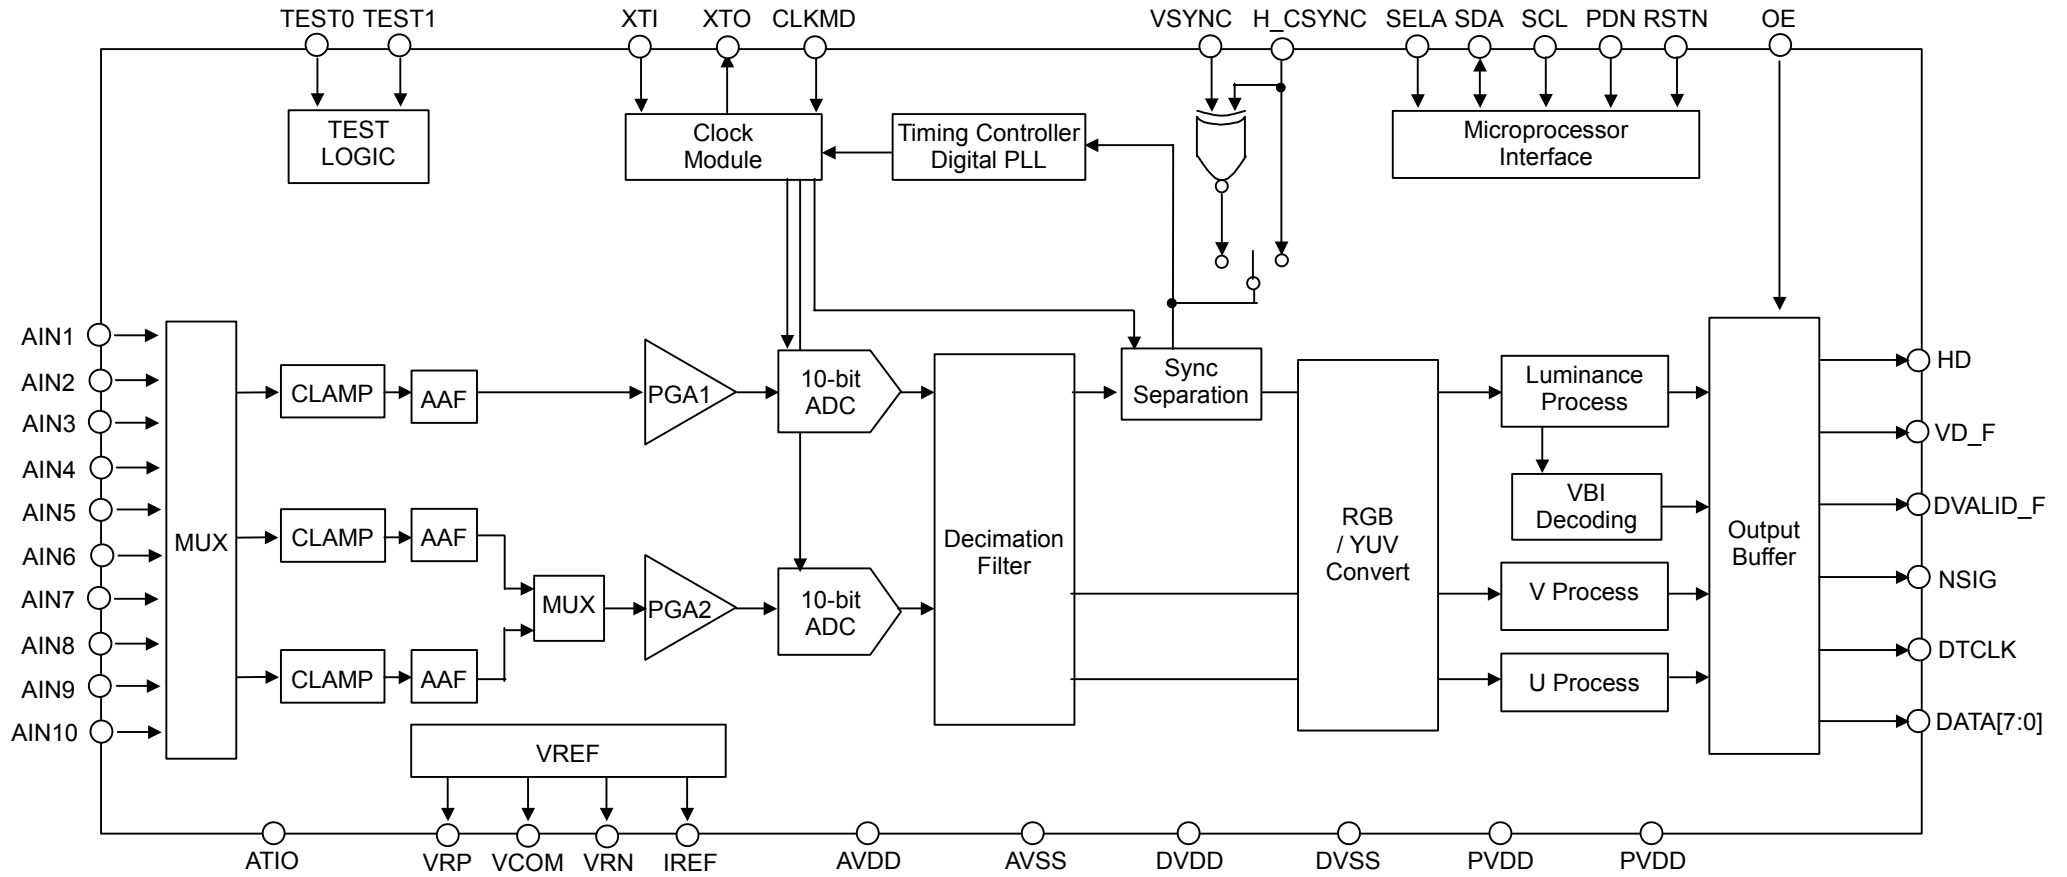 TEST0 TEST1 XTI XTO CLKMD VSYNC H_CSYNC SELA SDA SCL PDN RSTN OE
TEST
LOGIC
Clock
Module
Timing Controller
Digital PLL
Microprocessor
Interface
AIN1
AIN2
AIN3
AIN4
AIN5
AIN6
AIN7
AIN8
AIN9
AIN10
MUX
CLAMP
AAF
PGA1
10-bit
ADC
CLAMP
AAF
MUX
PGA2
10-bit
ADC
CLAMP
AAF
Decimation
Filter
Sync
Separation
RGB
/ YUV
Convert
Luminance
Process
VBI
Decoding
V Process
U Process
Output
Buffer
HD
VD_F
DVALID_F
NSIG
DTCLK
DATA[7:0]
VREF
ATIO VRP VCOM VRN IREF AVDD AVSS DVDD DVSS PVDD PVDD